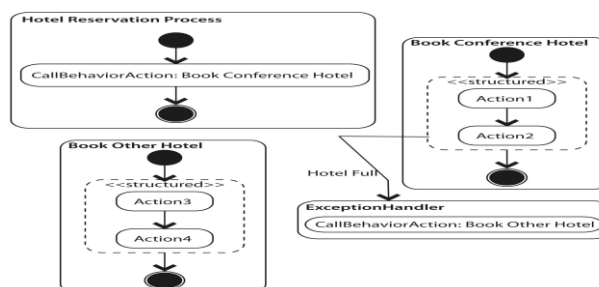 Hotel Reservation Process
CallBehaviorAction: Book Conference Hotel
Book Conference Hotel
<<structured>>
Action1
Action2
Book Other Hotel
<<structured>>
Action3
Action4
Hotel Full
ExceptionHandler
CallBehaviorAction: Book Other Hotel